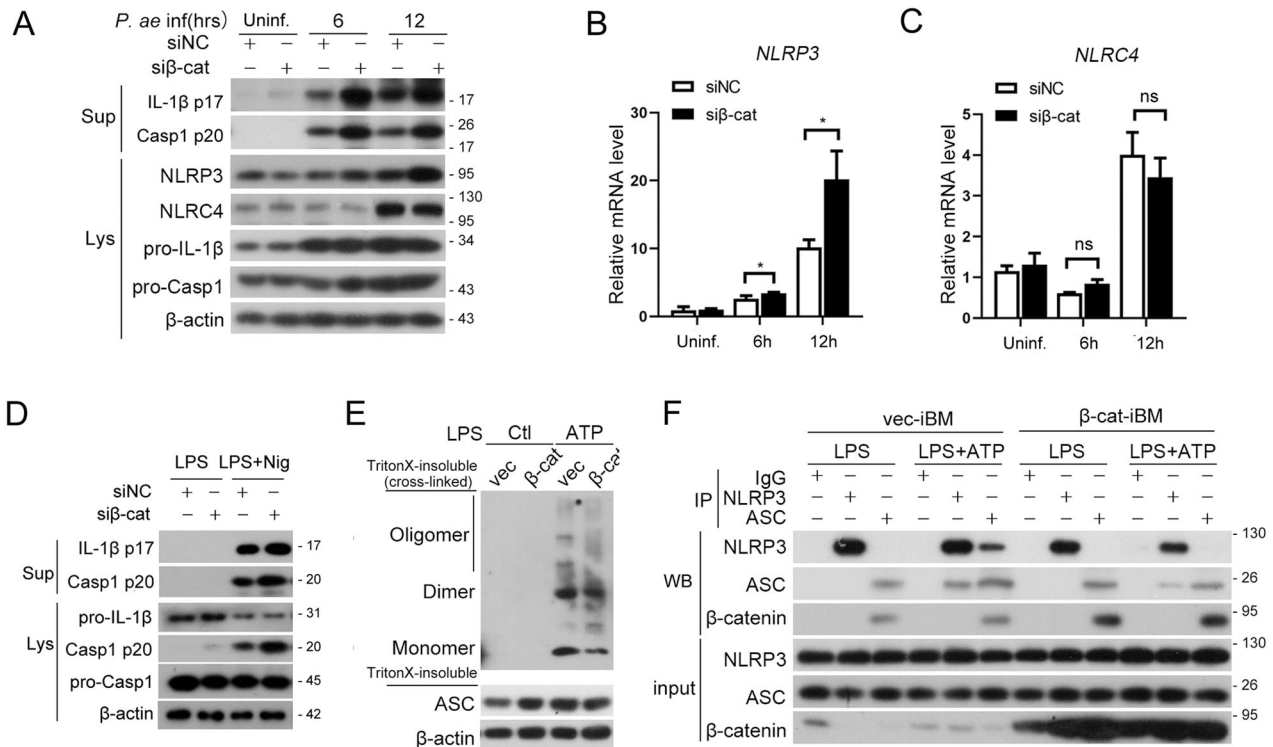 A
P. ae inf(hrs) Uninf. 6 12
siNC + − + − + −
siβ-cat − + − + − +
Sup
IL-1β p17 - 17
Casp1 p20 - 26
- 17
Lys
NLRP3 - 95
NLRC4 - 130
- 95
pro-IL-1β - 34
pro-Casp1 - 43
β-actin - 43
B
NLRP3
siNC
siβ-cat
Relative mRNA level
30
20
10
0
* *
Uninf. 6h 12h
C
NLRC4
siNC
siβ-cat
Relative mRNA level
5
4
3
2
1
0
ns ns
Uninf. 6h 12h
D
LPS LPS+Nig
siNC + − + −
siβ-cat − + − +
Sup
IL-1β p17 - 17
Casp1 p20 - 20
Lys
pro-IL-1β - 31
Casp1 p20 - 20
pro-Casp1 - 45
β-actin - 42
E
LPS Ctl ATP
TritonX-insoluble
(cross-linked)
vec β-cat vec
Oligomer
Dimer
Monomer
TritonX-insoluble
ASC
β-actin
F
vec-iBM β-cat-iBM
LPS LPS+ATP LPS LPS+ATP
IP
IgG + − − + − − + − − + − −
NLRP3 − + − − + − − + − − + −
ASC − − + − − + − − + − − +
WB
NLRP3 - 130
ASC - 26
β-catenin - 95
input
NLRP3 - 130
ASC - 26
β-catenin - 95